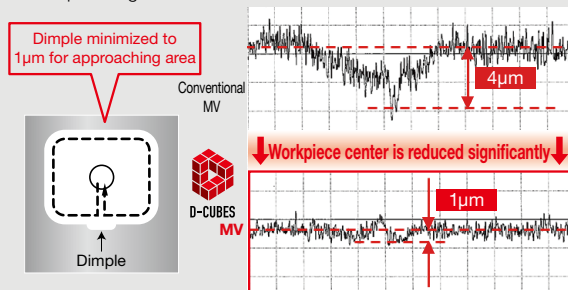 Dimple minimized to
1µm for approaching area
Conventional
MV
4µm
Workpiece center is reduced significantly
D-CUBES
MV
1µm
Dimple